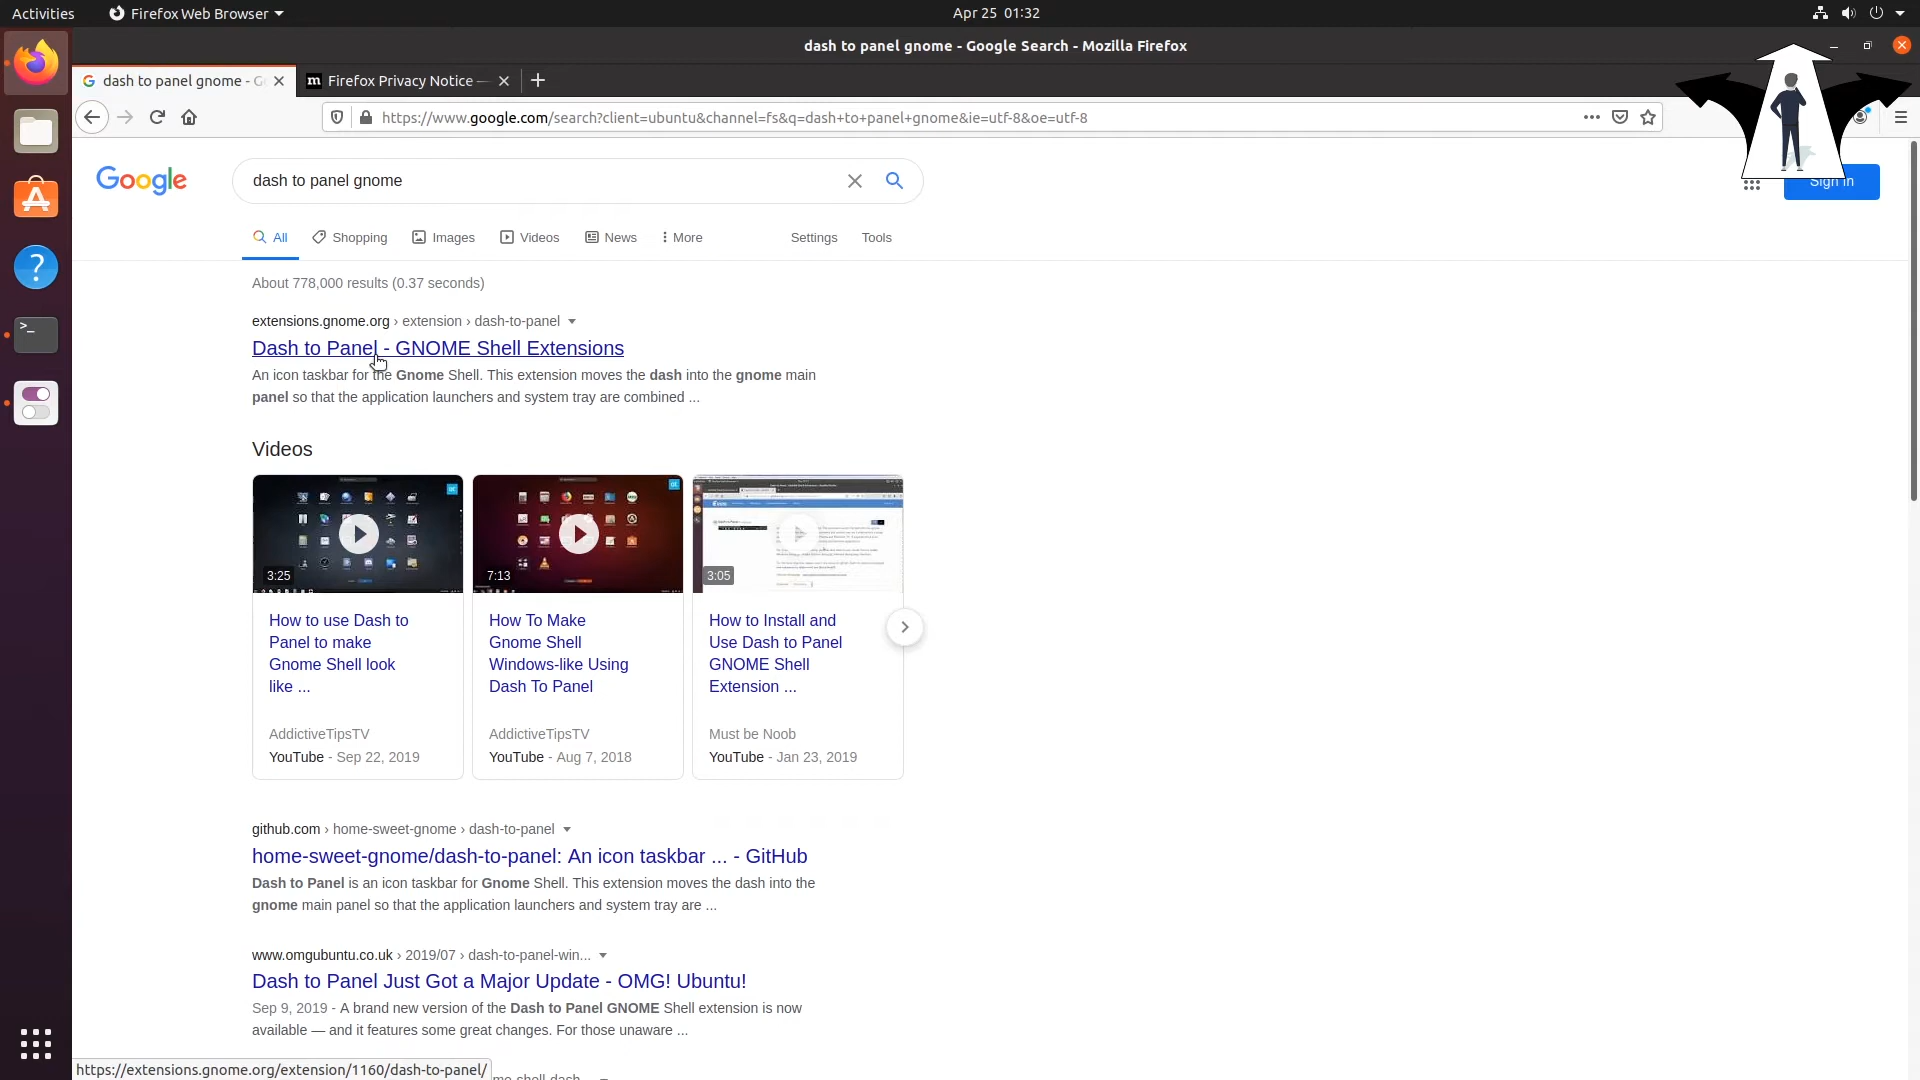 Activities
Firefox Web Browser
Apr 25 01:32
dash to panel gnome - Google Search - Mozilla Firefox
dash to panel gnome - G
Firefox Privacy Notice —
https://www.google.com/search?client=ubuntu&channel=fs&q=dash+to+panel+gnome&ie=utf-8&oe=utf-8
Google
dash to panel gnome
Sign in
All
Shopping
Images
Videos
News
More
Settings
Tools
About 778,000 results (0.37 seconds)
extensions.gnome.org › extension › dash-to-panel
Dash to Panel - GNOME Shell Extensions
An icon taskbar for the Gnome Shell. This extension moves the dash into the gnome main
panel so that the application launchers and system tray are combined ...
Videos
3:25
7:13
3:05
How to use Dash to
Panel to make
Gnome Shell look
like ...
AddictiveTipsTV
YouTube - Sep 22, 2019
How To Make
Gnome Shell
Windows-like Using
Dash To Panel
AddictiveTipsTV
YouTube - Aug 7, 2018
How to Install and
Use Dash to Panel
GNOME Shell
Extension ...
Must be Noob
YouTube - Jan 23, 2019
github.com › home-sweet-gnome › dash-to-panel
home-sweet-gnome/dash-to-panel: An icon taskbar ... - GitHub
Dash to Panel is an icon taskbar for Gnome Shell. This extension moves the dash into the
gnome main panel so that the application launchers and system tray are ...
www.omgubuntu.co.uk › 2019/07 › dash-to-panel-win...
Dash to Panel Just Got a Major Update - OMG! Ubuntu!
Sep 9, 2019 - A brand new version of the Dash to Panel GNOME Shell extension is now
available — and it features some great changes. For those unaware ...
https://extensions.gnome.org/extension/1160/dash-to-panel/